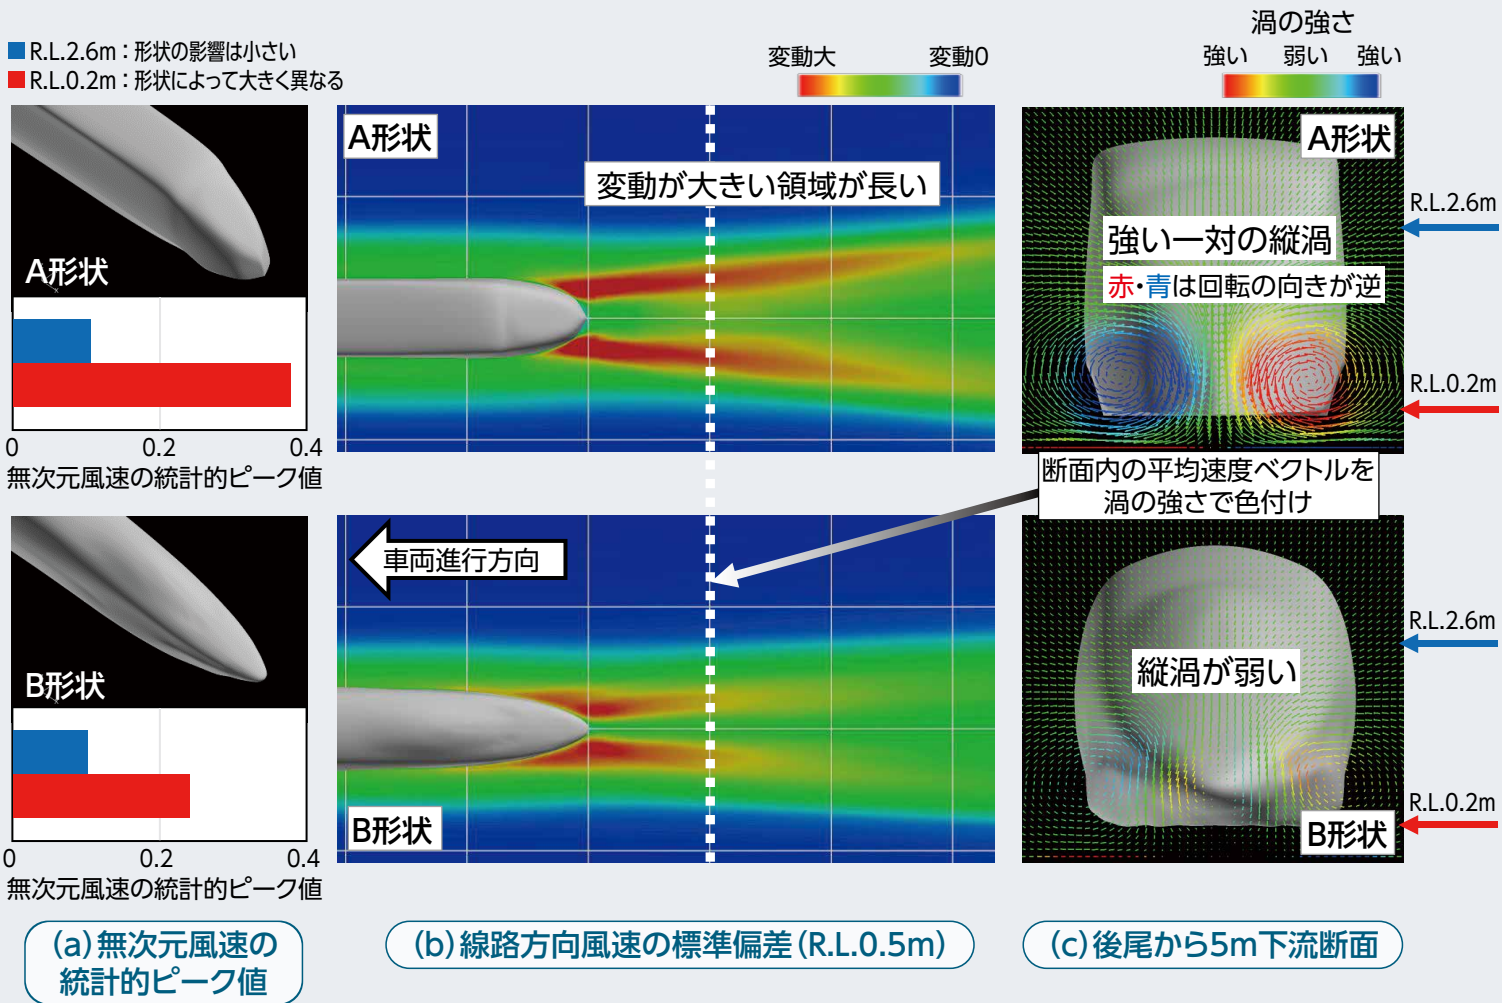 R.L.2.6m：形状の影響は小さい
R.L.0.2m：形状によって大きく異なる
A形状
0 0.2 0.4
無次元風速の統計的ピーク値
B形状
0 0.2 0.4
無次元風速の統計的ピーク値
(a)無次元風速の
統計的ピーク値
変動大 変動0
A形状
変動が大きい領域が長い
車両進行方向
B形状
(b)線路方向風速の標準偏差(R.L.0.5m)
渦の強さ
強い 弱い 強い
A形状
強い一対の縦渦
赤・青は回転の向きが逆
R.L.2.6m
R.L.0.2m
断面内の平均速度ベクトルを
渦の強さで色付け
縦渦が弱い
B形状
R.L.2.6m
R.L.0.2m
(c)後尾から5m下流断面